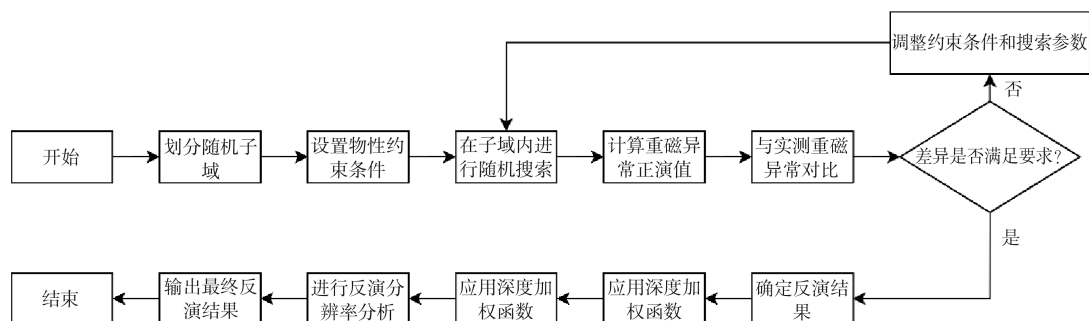 调整约束条件和搜索参数
否
开始
划分随机子
域
设置物性约
束条件
在子域内进
行随机搜索
计算重磁异
常正演值
与实测重磁
异常对比
差异是否满足要求?
是
结束
输出最终反
演结果
进行反演分
辨率分析
应用深度加
权函数
应用深度加
权函数
确定反演结
果